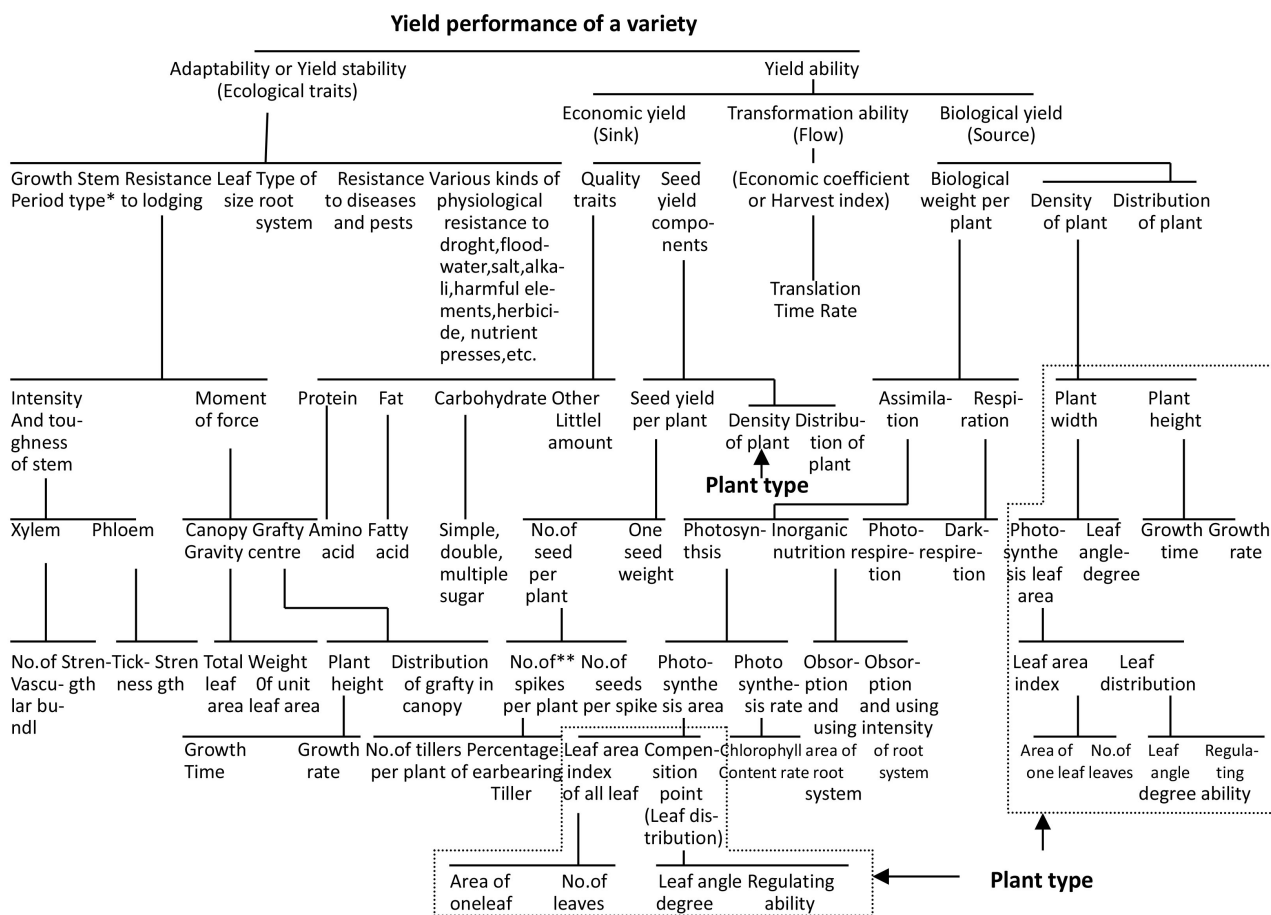 Yield performance of a variety
Adaptability or Yield stability
(Ecological traits)
Yield ability
Economic yield
(Sink)
Transformation ability
(Flow)
Biological yield
(Source)
Growth Stem Resistance Leaf Type of
Period type* to lodging size root
system
Resistance
to diseases
and pests
Various kinds of
physiological
resistance to
droght,flood-
water,salt,alka-
li,harmful ele-
ments,herbici-
de, nutrient
presses,etc.
Quality
traits
Seed
yield
compo-
nents
(Economic coefficient
or Harvest index)
Translation
Time Rate
Biological
weight per
plant
Density
of plant
Distribution
of plant
Intensity
And tou-
ghness
of stem
Moment
of force
Protein
Fat
Carbohydrate
Other
Littlel
amount
Seed yield
per plant
Density
of plant
Distribu-
tion of
plant
Plant type
Assimila-
tion
Respi-
ration
Plant
width
Plant
height
Xylem
Phloem
Canopy
Gravity
Grafty
centre
Amino
acid
Fatty
acid
Simple,
double,
multiple
sugar
No.of
seed
per
plant
One
seed
weight
Photosyn-
thsis
Inorganic
nutrition
Photo-
respire-
tion
Dark-
respire-
tion
Photo-
synthe
sis leaf
area
Leaf
angle-
degree
Growth
time
Growth
rate
No.of
Vascu-
lar bu-
ndl
Stren-
gth
Tick-
ness
Stren
gth
Total
leaf
area
Weight
0f unit
leaf area
Plant
height
Distribution
of grafty in
canopy
No.of**
spikes
per plant
No.of
seeds
per spike
Photo-
synthe
sis area
Photo
synthe-
sis rate
Obsor-
ption
and
using
area of
root
system
Obsor-
ption
and using
intensity
of root
system
Leaf area
index
Leaf
distribution
Growth
Time
Growth
rate
No.of tillers
per plant
Percentage
of earbearing
Tiller
Leaf area
index
of all leaf
Compen-
sition
point
(Leaf dis-
tribution)
Chlorophyll
Content rate
Area of
one leaf
No.of
leaves
Leaf
angle
degree
Regula-
ting
ability
Area of
oneleaf
No.of
leaves
Leaf angle
degree
Regulating
ability
Plant type